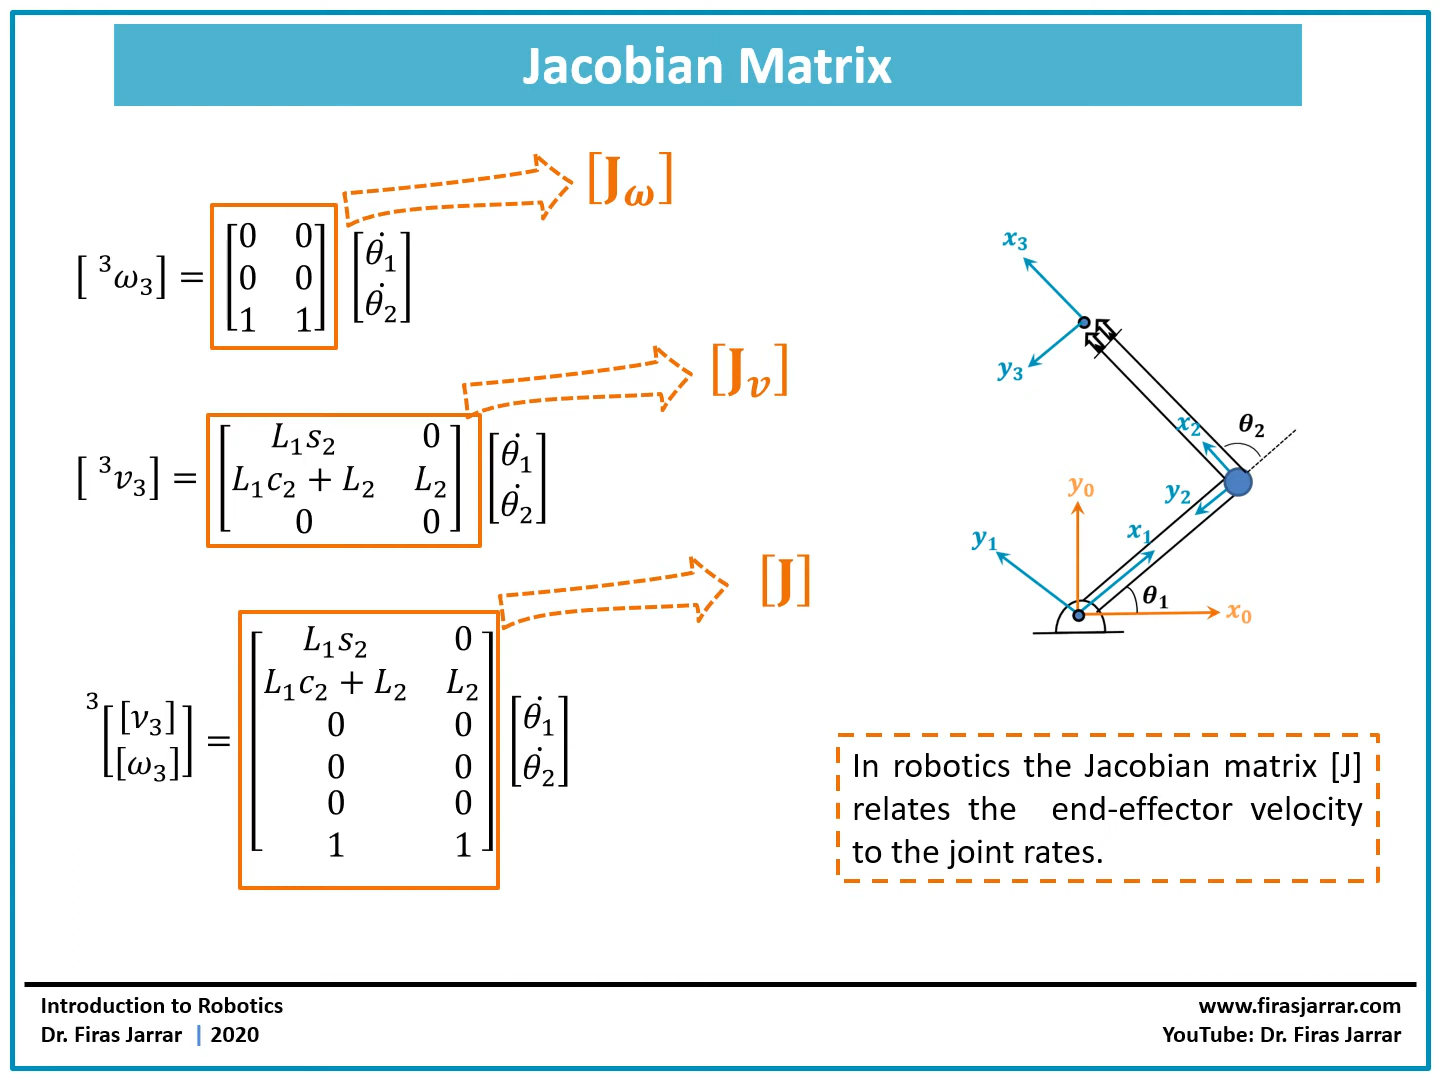 Jacobian Matrix
[Jω]
[ ³ω₃] = [0 0; 0 0; 1 1] [θ̇₁; θ̇₂]
[Jv]
[ ³v₃] = [L₁s₂ 0; L₁c₂ + L₂ L₂; 0 0] [θ̇₁; θ̇₂]
[J]
³[[v₃]; [ω₃]] = [L₁s₂ 0; L₁c₂ + L₂ L₂; 0 0; 0 0; 0 0; 1 1] [θ̇₁; θ̇₂]
x₃
y₃
x₂
θ₂
y₂
y₀
x₁
y₁
θ₁
x₀
In robotics the Jacobian matrix [J]
relates the end-effector velocity
to the joint rates.
Introduction to Robotics
Dr. Firas Jarrar | 2020
www.firasjarrar.com
YouTube: Dr. Firas Jarrar